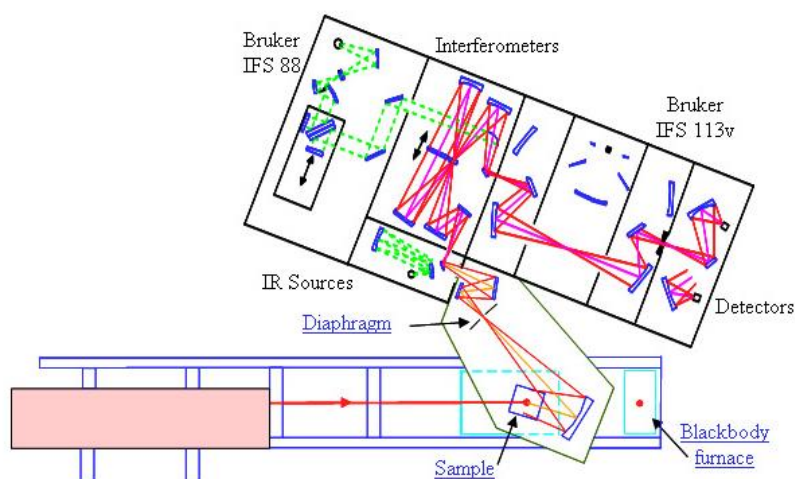 Bruker
IFS 88
Interferometers
Bruker
IFS 113v
IR Sources
Detectors
Diaphragm
Blackbody
furnace
Sample